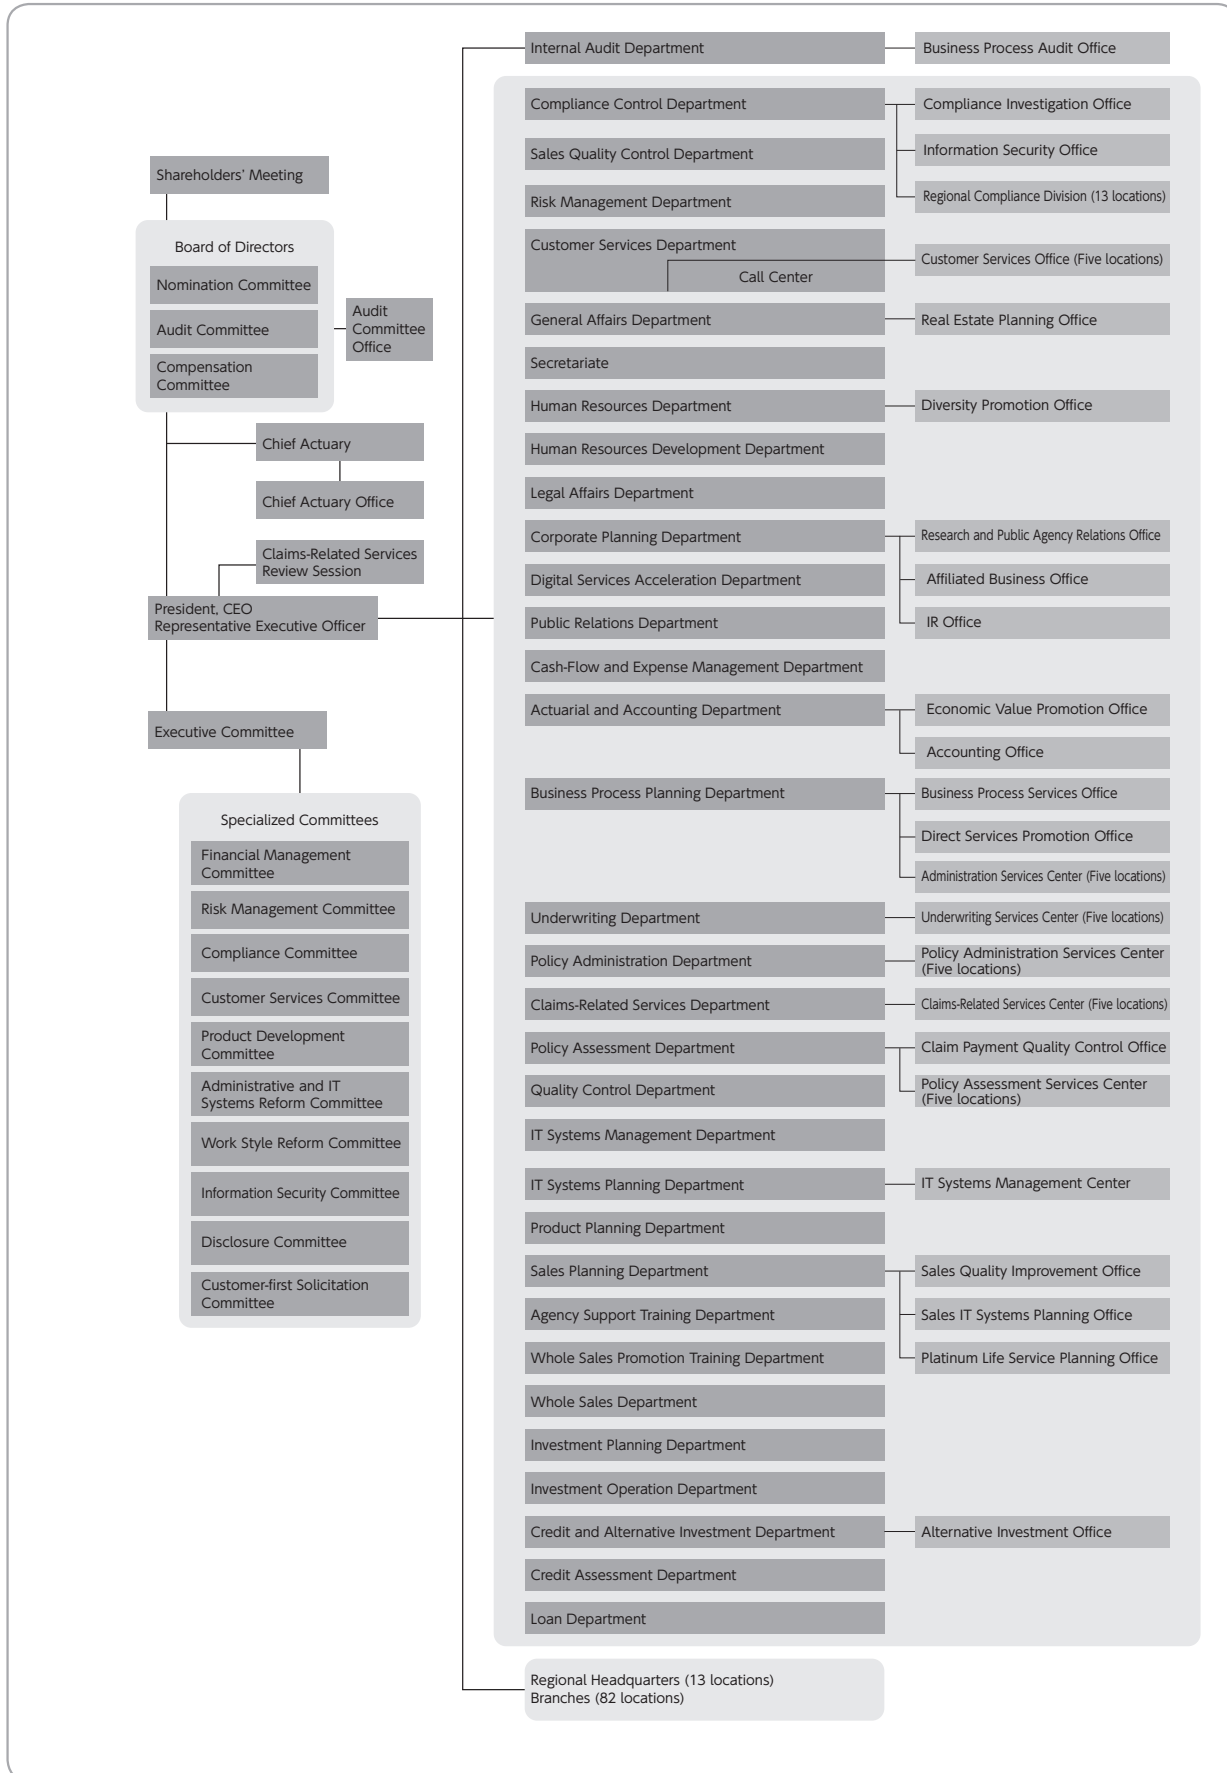 Shareholders' Meeting
Board of Directors
Nomination Committee
Audit Committee
Compensation
Committee
Audit
Committee
Office
Chief Actuary
Chief Actuary Office
Claims-Related Services
Review Session
President, CEO
Representative Executive Officer
Executive Committee
Specialized Committees
Financial Management
Committee
Risk Management Committee
Compliance Committee
Customer Services Committee
Product Development
Committee
Administrative and IT
Systems Reform Committee
Work Style Reform Committee
Information Security Committee
Disclosure Committee
Customer-first Solicitation
Committee
Internal Audit Department
Business Process Audit Office
Compliance Control Department
Compliance Investigation Office
Information Security Office
Regional Compliance Division (13 locations)
Sales Quality Control Department
Risk Management Department
Customer Services Department
Call Center
Customer Services Office (Five locations)
General Affairs Department
Real Estate Planning Office
Secretariate
Human Resources Department
Diversity Promotion Office
Human Resources Development Department
Legal Affairs Department
Corporate Planning Department
Research and Public Agency Relations Office
Affiliated Business Office
IR Office
Digital Services Acceleration Department
Public Relations Department
Cash-Flow and Expense Management Department
Actuarial and Accounting Department
Economic Value Promotion Office
Accounting Office
Business Process Planning Department
Business Process Services Office
Direct Services Promotion Office
Administration Services Center (Five locations)
Underwriting Department
Underwriting Services Center (Five locations)
Policy Administration Department
Policy Administration Services Center
(Five locations)
Claims-Related Services Department
Claims-Related Services Center (Five locations)
Policy Assessment Department
Claim Payment Quality Control Office
Policy Assessment Services Center
(Five locations)
Quality Control Department
IT Systems Management Department
IT Systems Planning Department
IT Systems Management Center
Product Planning Department
Sales Planning Department
Sales Quality Improvement Office
Sales IT Systems Planning Office
Platinum Life Service Planning Office
Agency Support Training Department
Whole Sales Promotion Training Department
Whole Sales Department
Investment Planning Department
Investment Operation Department
Credit and Alternative Investment Department
Alternative Investment Office
Credit Assessment Department
Loan Department
Regional Headquarters (13 locations)
Branches (82 locations)